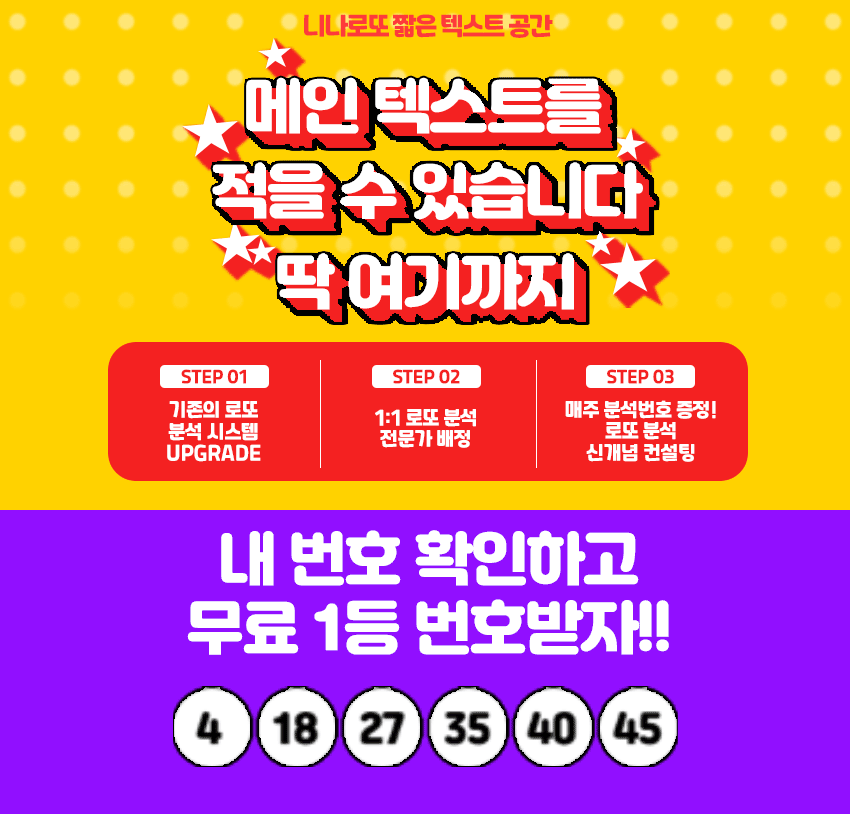 니나로또 짧은 텍스트 공간
메인 텍스트를
적을 수 있습니다
딱 여기까지
STEP 01
기존의 로또
분석 시스템
UPGRADE
STEP 02
1:1 로또 분석
전문가 배정
STEP 03
매주 분석번호 증정!
로또 분석
신개념 컨설팅
내 번호 확인하고
무료 1등 번호받자!!
4 18 27 35 40 45